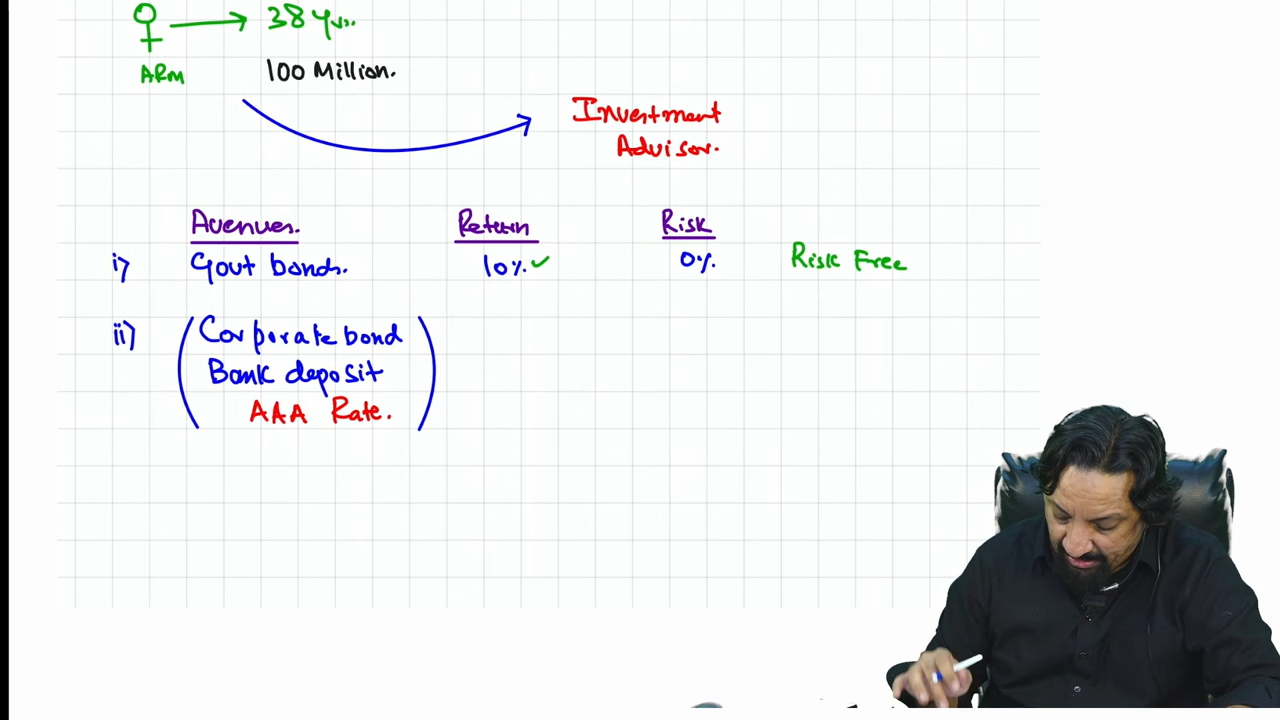 38 yrs.
ARM
100 Million.
Investment
Advisor.
Avenues. Return Risk
i) Govt bonds. 10% ✓ 0%. Risk Free
ii) (Corporate bond
Bank deposit
AAA Rate.)